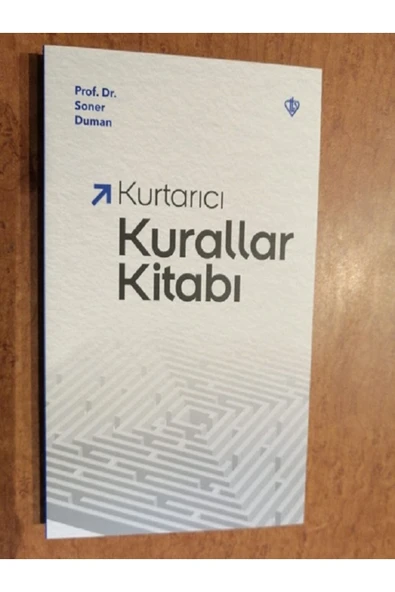 Prof. Dr.
Soner
Duman
Kurtarıcı
Kurallar
Kitabı